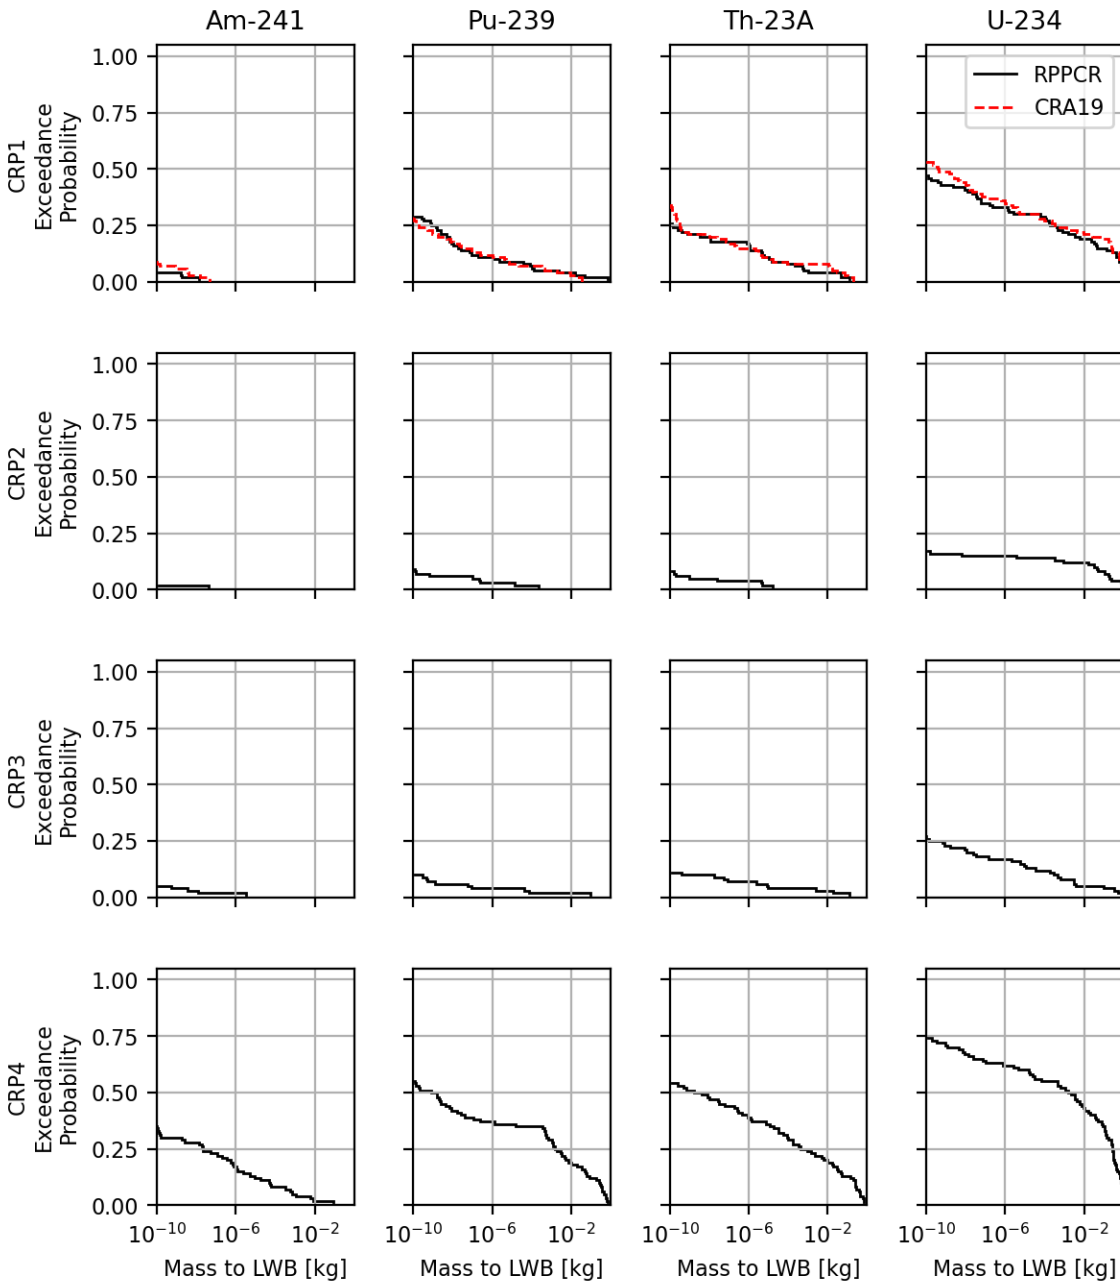 Am-241 Pu-239 Th-23A U-234
CRP1
Exceedance
Probability
1.00
0.75
0.50
0.25
0.00
RPPCR
CRA19
CRP2
Exceedance
Probability
1.00
0.75
0.50
0.25
0.00
CRP3
Exceedance
Probability
1.00
0.75
0.50
0.25
0.00
CRP4
Exceedance
Probability
1.00
0.75
0.50
0.25
0.00
10⁻¹⁰ 10⁻⁶ 10⁻² 10⁻¹⁰ 10⁻⁶ 10⁻² 10⁻¹⁰ 10⁻⁶ 10⁻² 10⁻¹⁰ 10⁻⁶ 10⁻²
Mass to LWB [kg] Mass to LWB [kg] Mass to LWB [kg] Mass to LWB [kg]